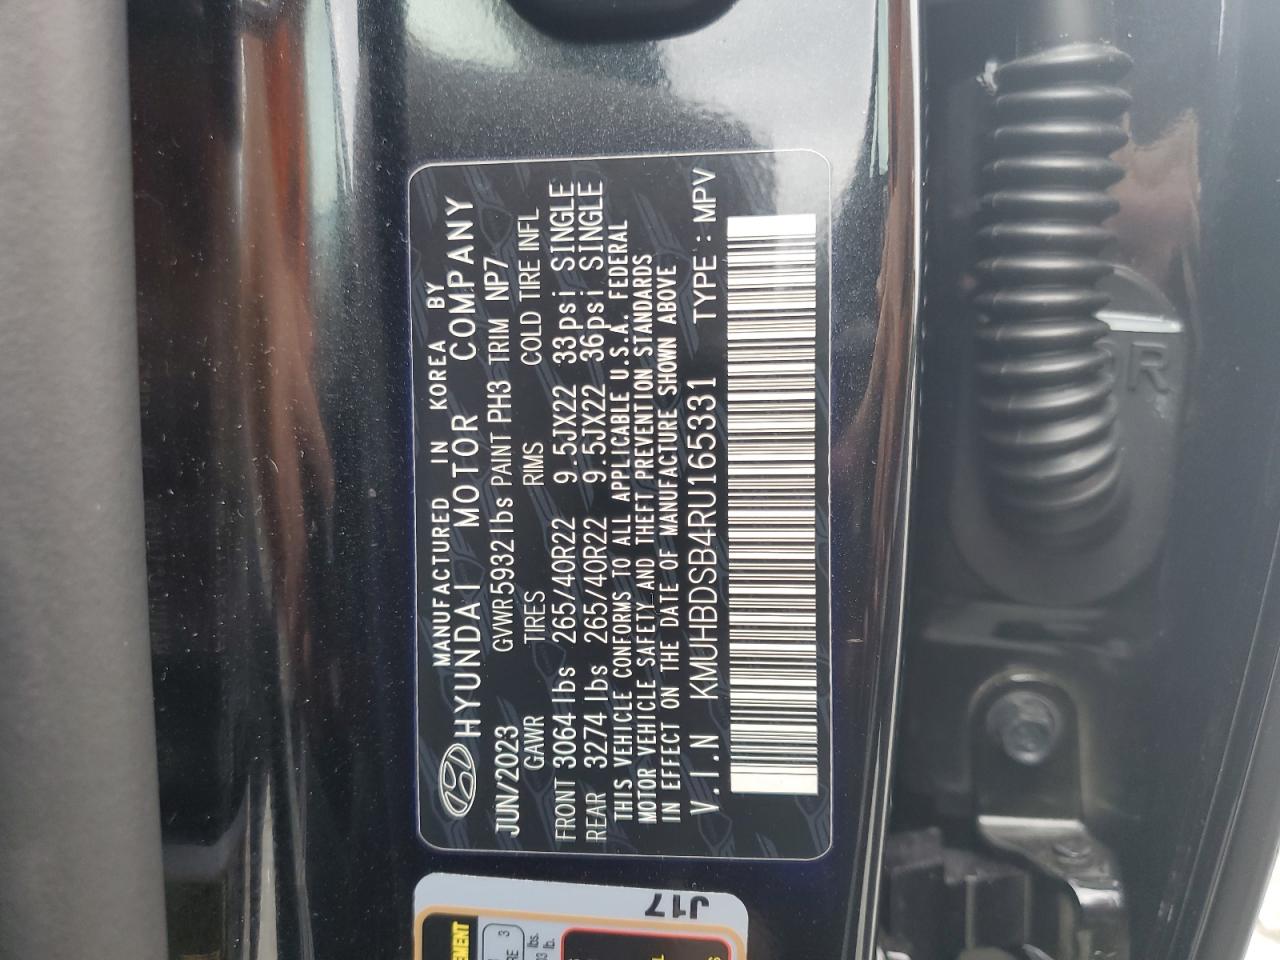 MANUFACTURED IN KOREA BY
HYUNDAI MOTOR COMPANY
JUN/2023 GVWR 5932 lbs PAINT PH3 TRIM NP7
GAWR TIRES RIMS COLD TIRE INFL
FRONT 3064 lbs 265/40R22 9.5JX22 33psi SINGLE
REAR 3274 lbs 265/40R22 9.5JX22 36psi SINGLE
THIS VEHICLE CONFORMS TO ALL APPLICABLE U.S.A. FEDERAL
MOTOR VEHICLE SAFETY AND THEFT PREVENTION STANDARDS
IN EFFECT ON THE DATE OF MANUFACTURE SHOWN ABOVE
V.I.N KMUHBDSB4RU165331 TYPE : MPV
J17